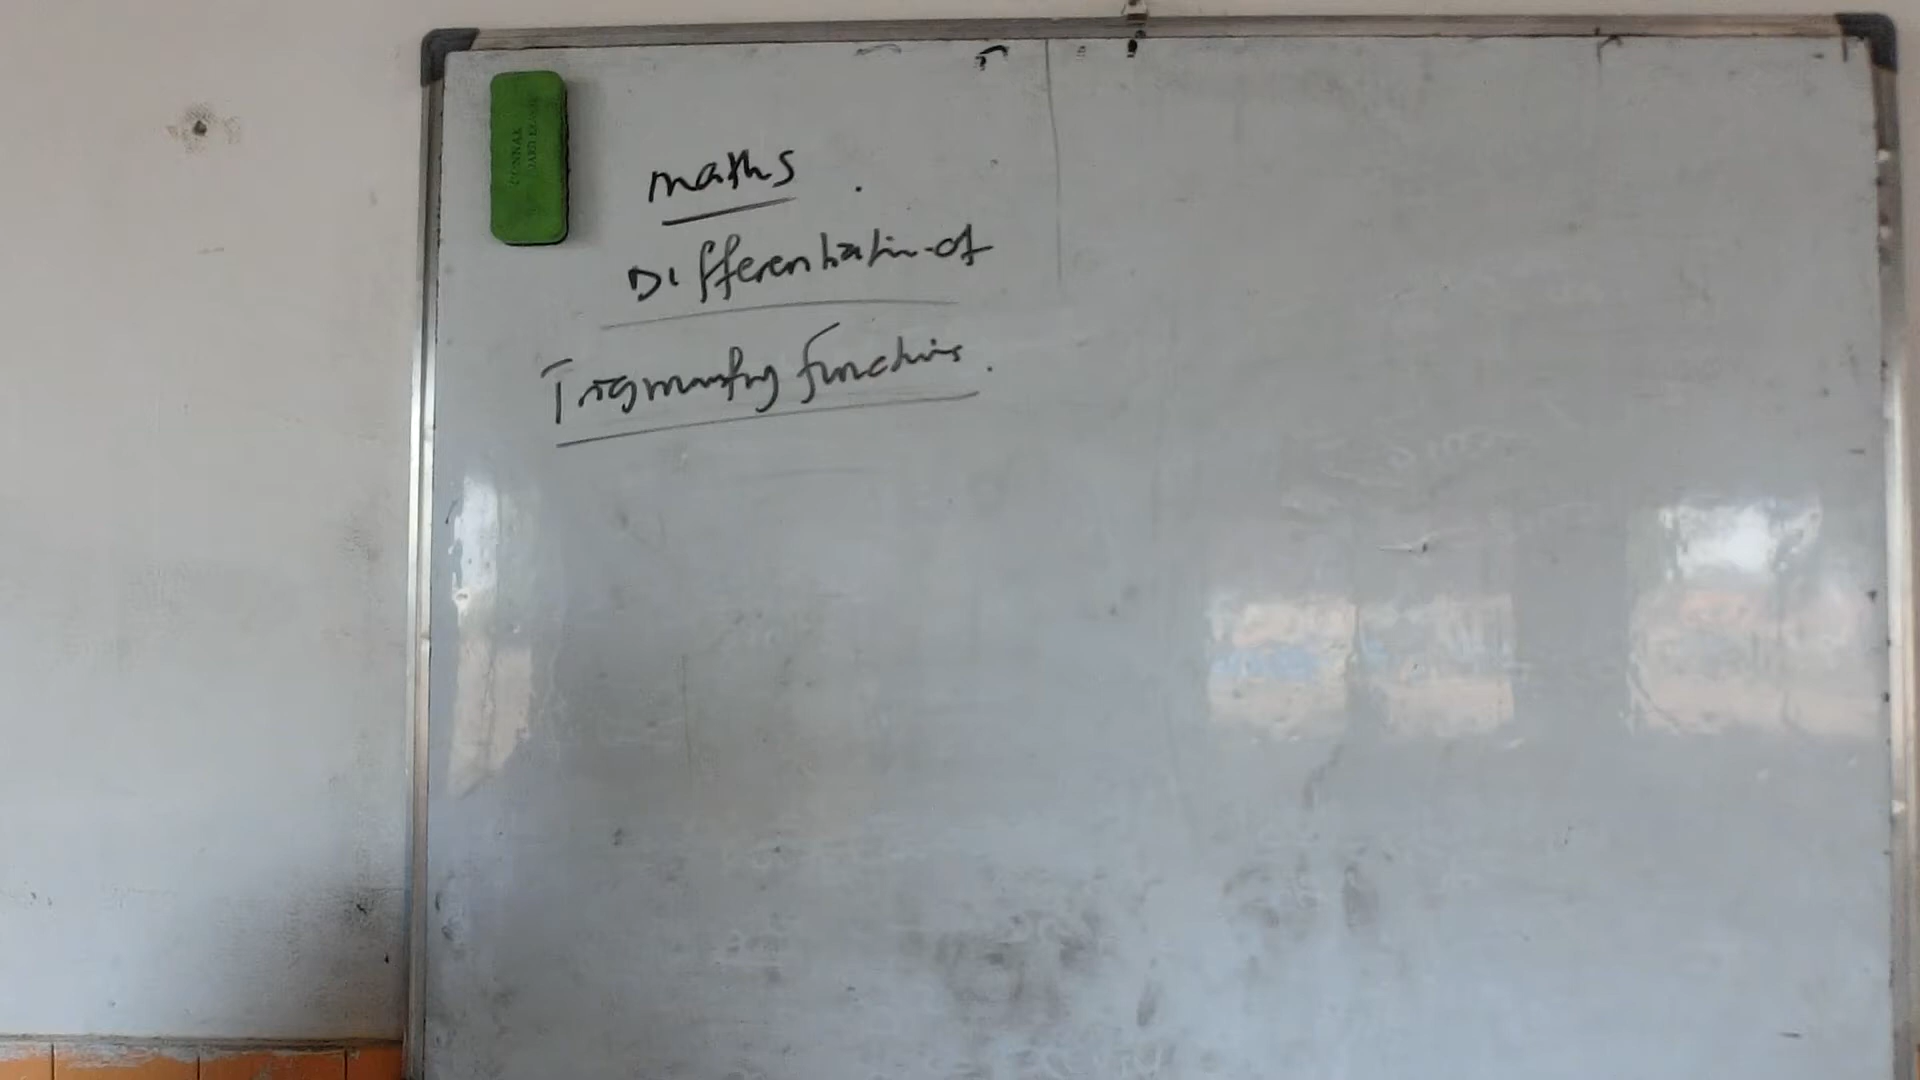 maths
Differentiation of
Trigonometry functions.